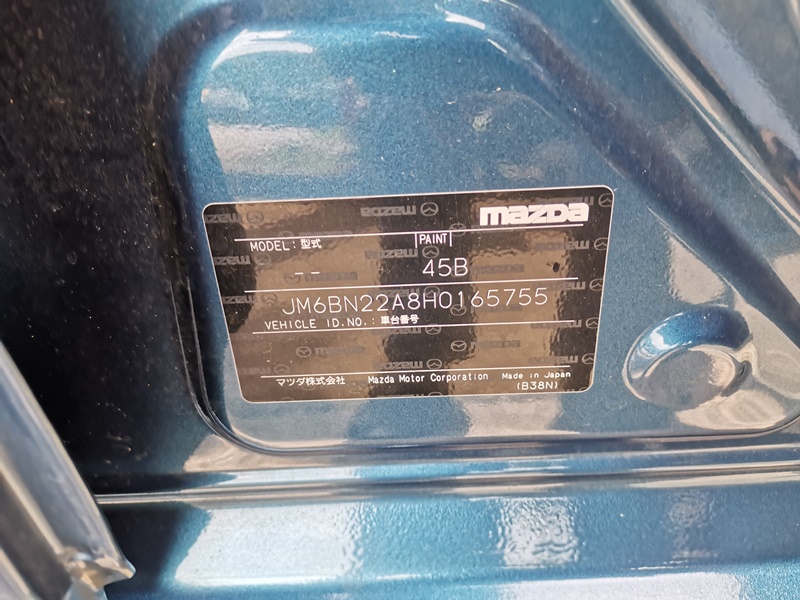 mazda
MODEL: 型式
PAINT
-- 45B
JM6BN22A8H0165755
VEHICLE ID.NO.: 車台番号
マツダ株式会社 Mazda Motor Corporation Made in Japan
(B38N)